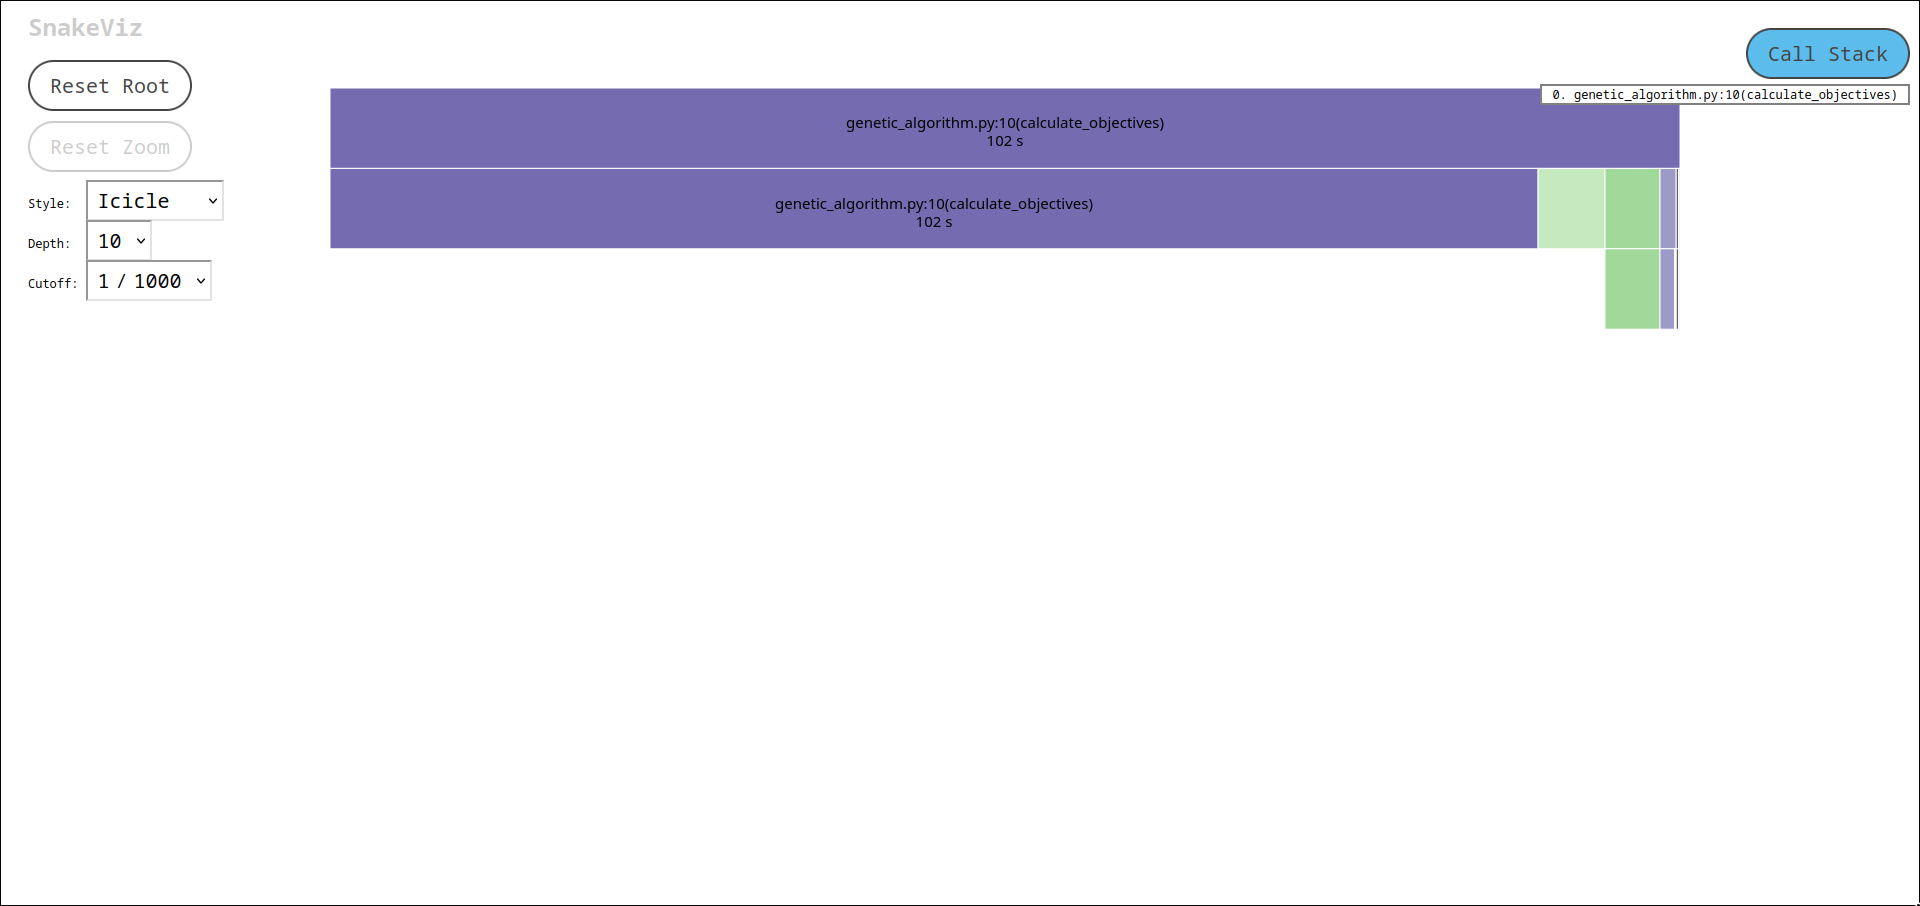 SnakeViz
Call Stack
Reset Root
0. genetic_algorithm.py:10(calculate_objectives)
genetic_algorithm.py:10(calculate_objectives)
102 s
Reset Zoom
Style: Icicle
genetic_algorithm.py:10(calculate_objectives)
102 s
Depth: 10
Cutoff: 1 / 1000